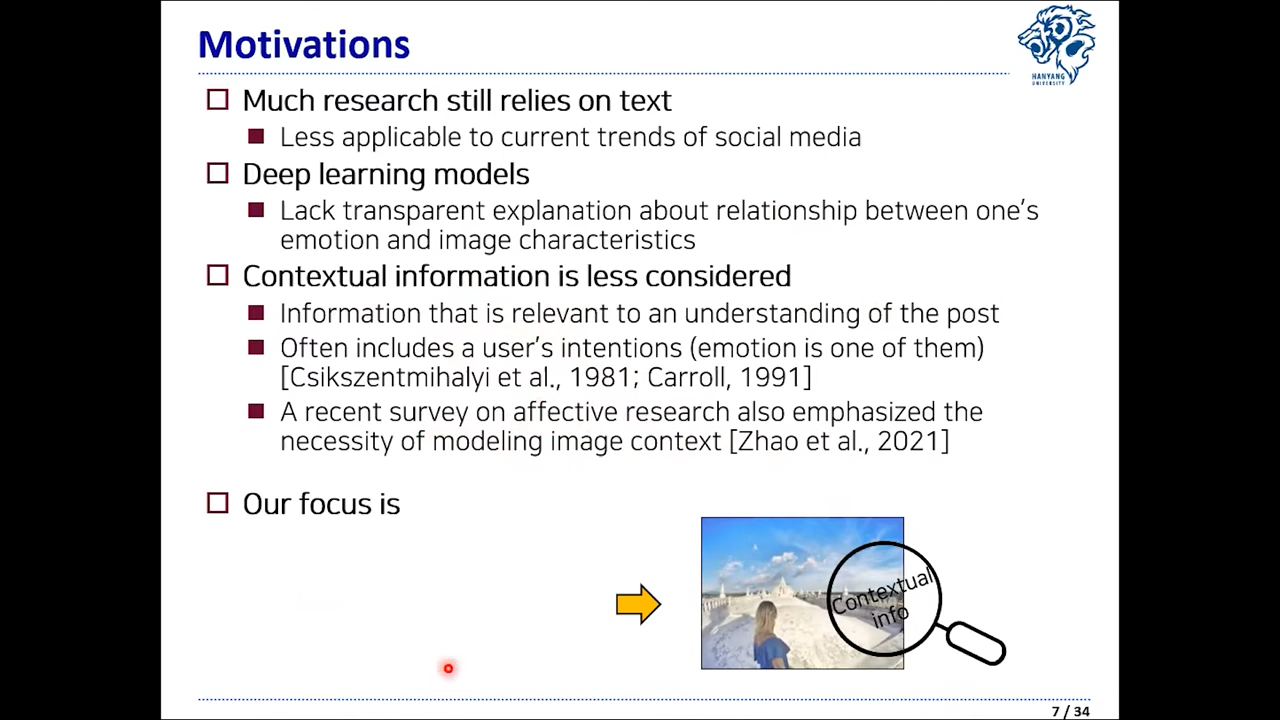 Motivations
HANYANG
UNIVERSITY
Much research still relies on text
Less applicable to current trends of social media
Deep learning models
Lack transparent explanation about relationship between one's
emotion and image characteristics
Contextual information is less considered
Information that is relevant to an understanding of the post
Often includes a user's intentions (emotion is one of them)
[Csikszentmihalyi et al., 1981; Carroll, 1991]
A recent survey on affective research also emphasized the
necessity of modeling image context [Zhao et al., 2021]
Our focus is
Contextual
info
7 / 34